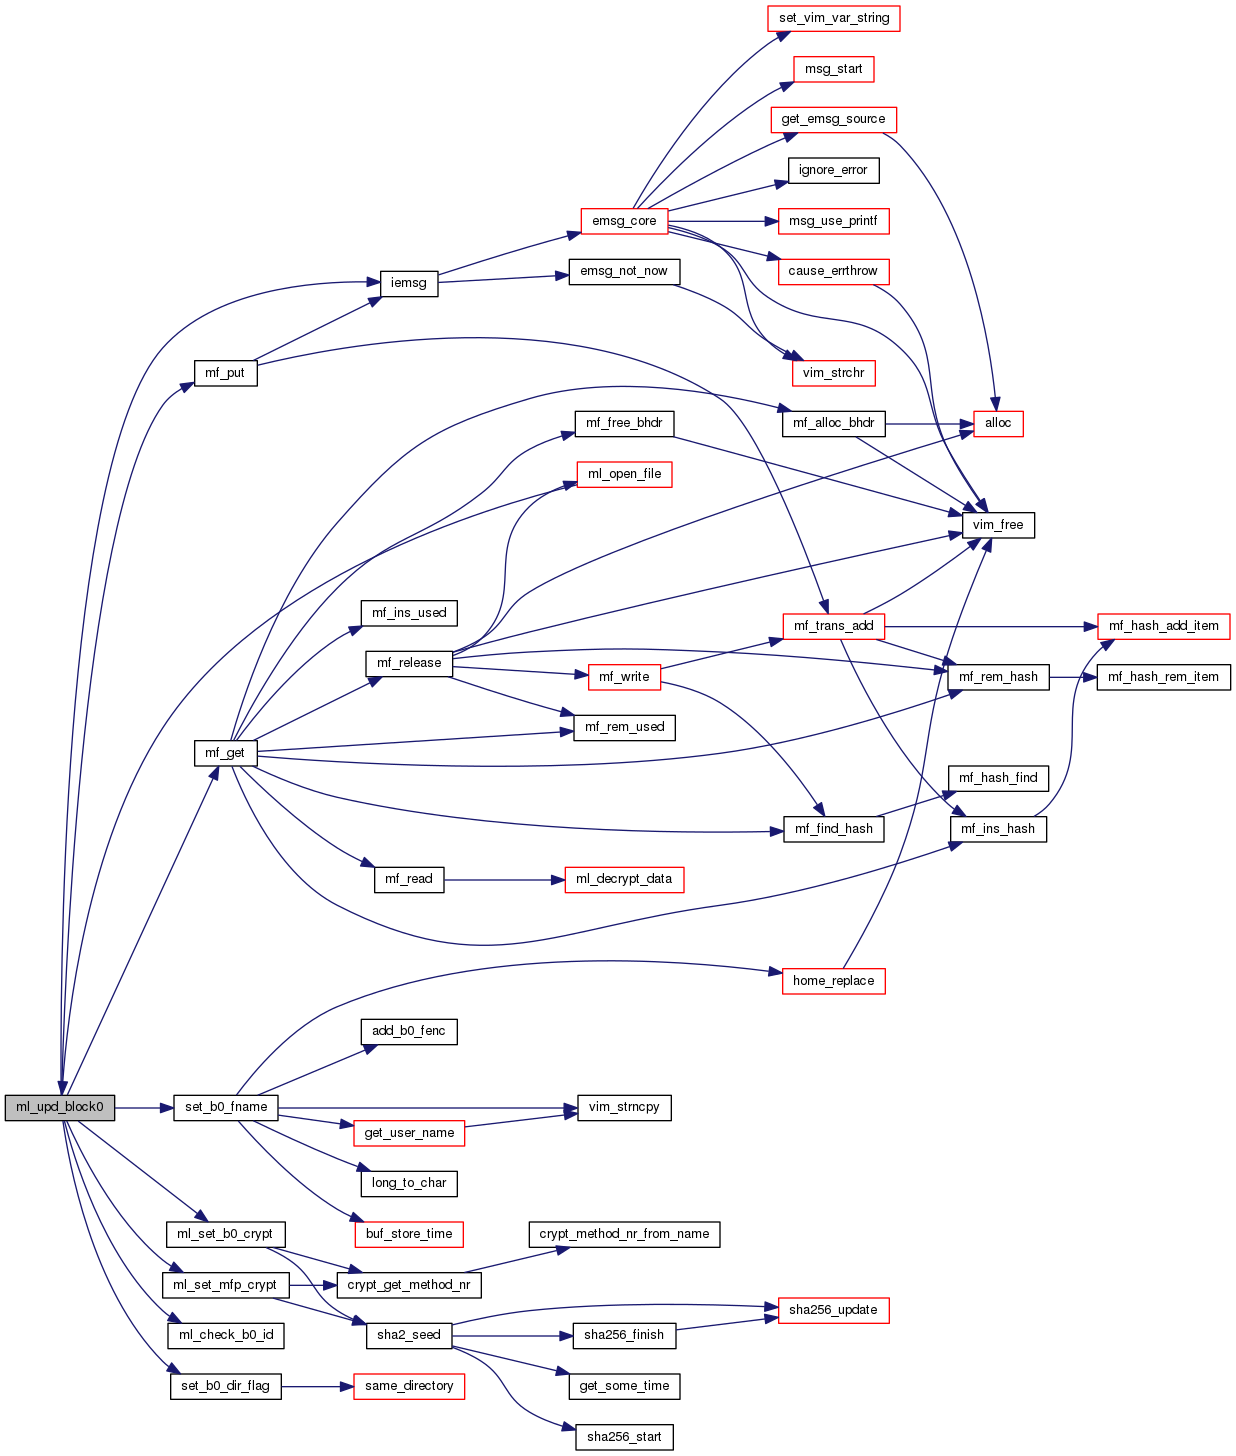 set_vim_var_string
msg_start
get_emsg_source
ignore_error
emsg_core
msg_use_printf
emsg_not_now
cause_errthrow
iemsg
mf_put
vim_strchr
mf_free_bhdr
mf_alloc_bhdr
alloc
ml_open_file
vim_free
mf_ins_used
mf_trans_add
mf_hash_add_item
mf_release
mf_write
mf_rem_hash
mf_hash_rem_item
mf_rem_used
mf_get
mf_hash_find
mf_find_hash
mf_ins_hash
mf_read
ml_decrypt_data
home_replace
add_b0_fenc
ml_upd_block0
set_b0_fname
vim_strncpy
get_user_name
long_to_char
ml_set_b0_crypt
buf_store_time
crypt_method_nr_from_name
ml_set_mfp_crypt
crypt_get_method_nr
sha256_update
ml_check_b0_id
sha2_seed
sha256_finish
set_b0_dir_flag
same_directory
get_some_time
sha256_start